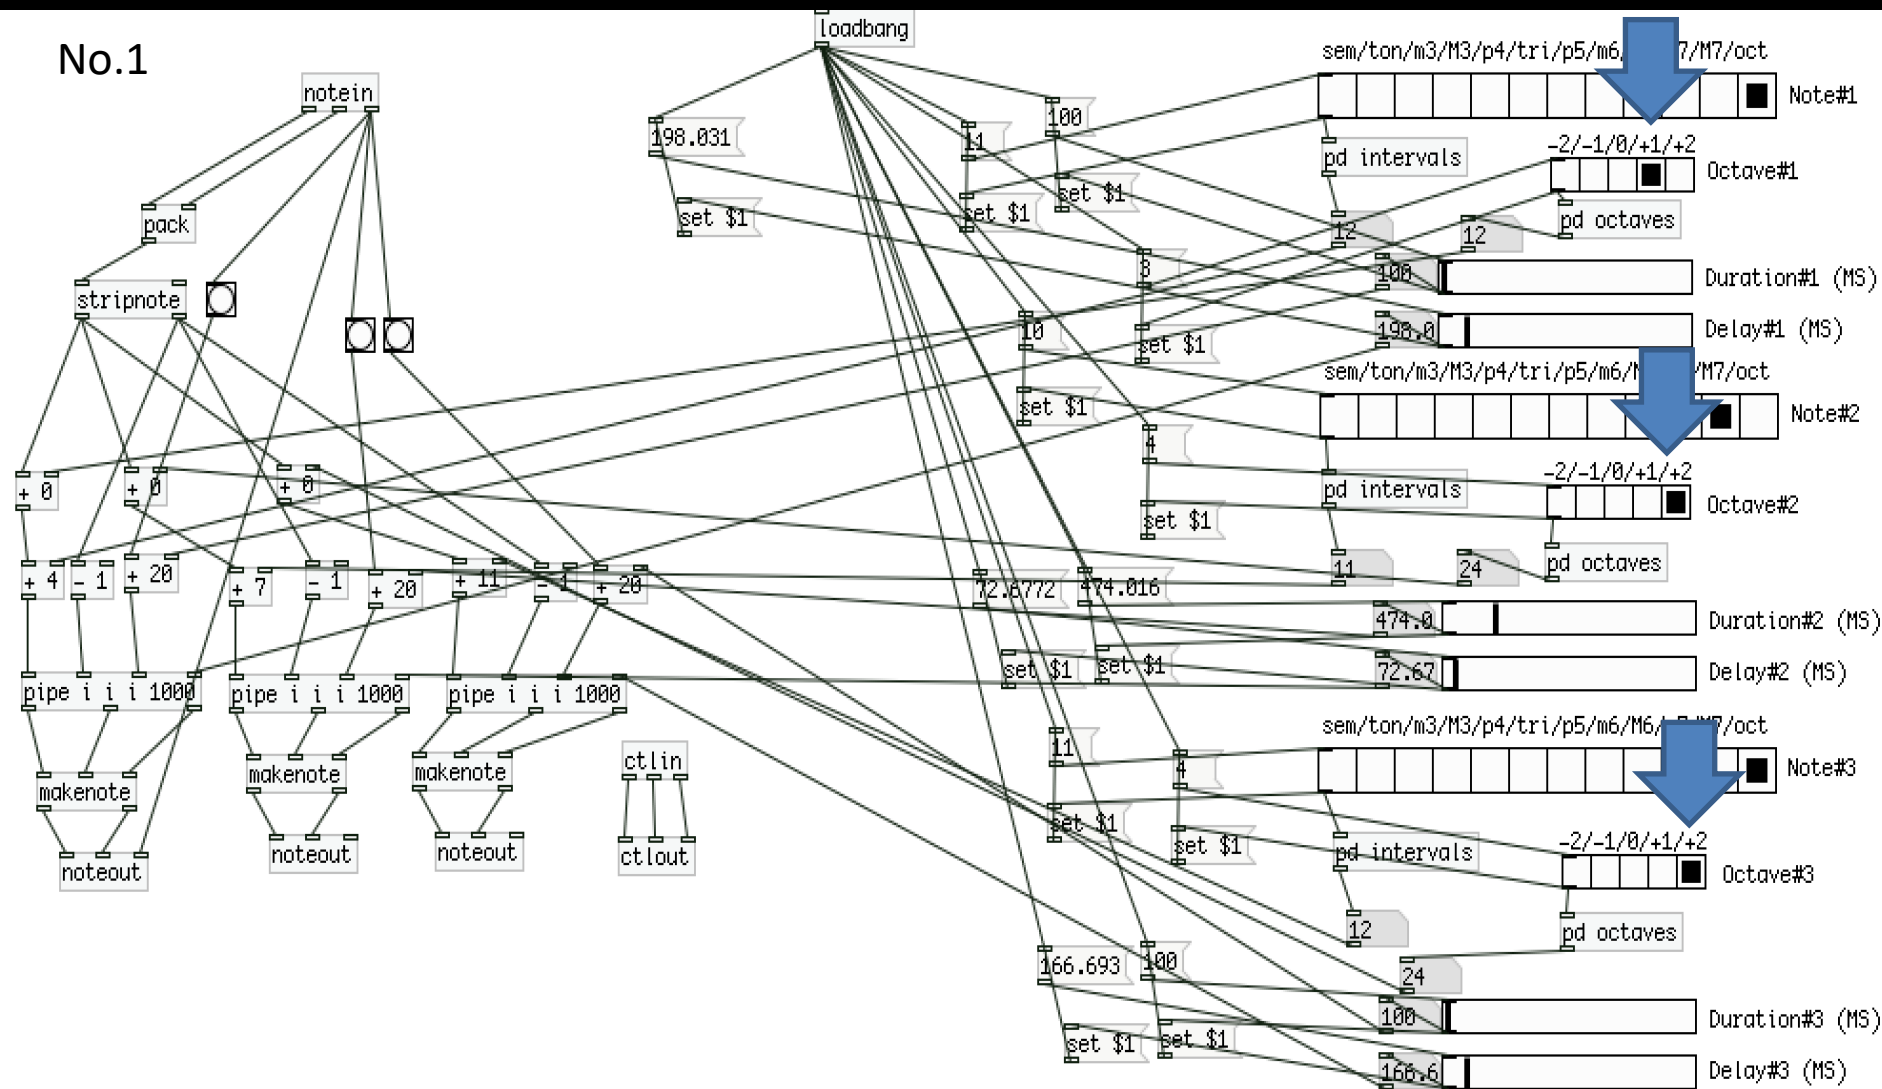 No.1
loadbang
notein
sem/ton/m3/M3/p4/tri/p5/m6/ 7/M7/oct
Note#1
100
198.031
11
-2/-1/0/+1/+2
pd intervals
Octave#1
set $1
set $1
set $1
pack
pd octaves
12
12
3
100
Duration#1 (MS)
stripnote
10
198.0
Delay#1 (MS)
set $1
sem/ton/m3/M3/p4/tri/p5/m6/ M7/oct
set $1
Note#2
4
-2/-1/0/+1/+2
+ 0
+ 0
+ 0
pd intervals
Octave#2
set $1
11
24
pd octaves
+ 4
- 1
+ 20
+ 7
- 1
+ 20
+ 11
- 1
+ 20
72.6772
474.016
474.0
Duration#2 (MS)
set $1
set $1
72.67
Delay#2 (MS)
pipe i i i 1000
pipe i i i 1000
pipe i i i 1000
sem/ton/m3/M3/p4/tri/p5/m6/M6/ /oct
11
ctlin
4
Note#3
makenote
makenote
makenote
set $1
-2/-1/0/+1/+2
set $1
pd intervals
noteout
noteout
noteout
ctlout
Octave#3
12
pd octaves
166.693
100
24
100
Duration#3 (MS)
set $1
set $1
166.6
Delay#3 (MS)